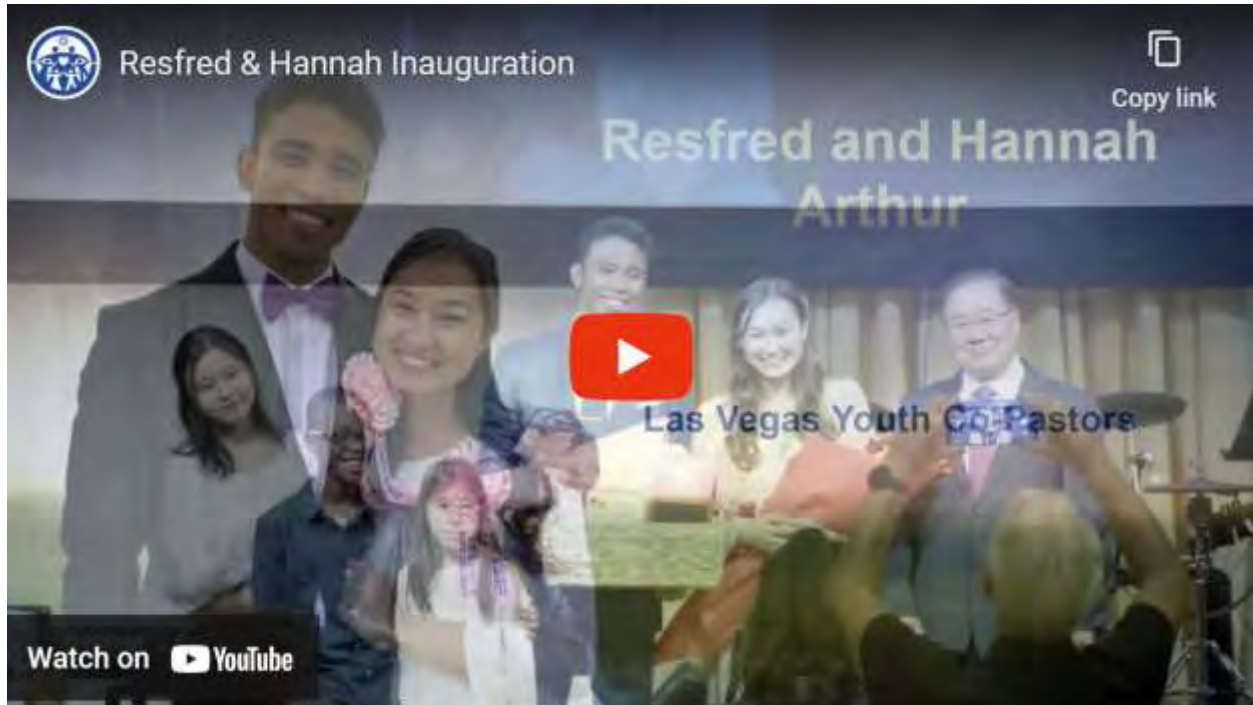 Resfred & Hannah Inauguration
Copy link
Resfred and Hannah
Arthur
Las Vegas Youth Co-Pastors
Watch on YouTube